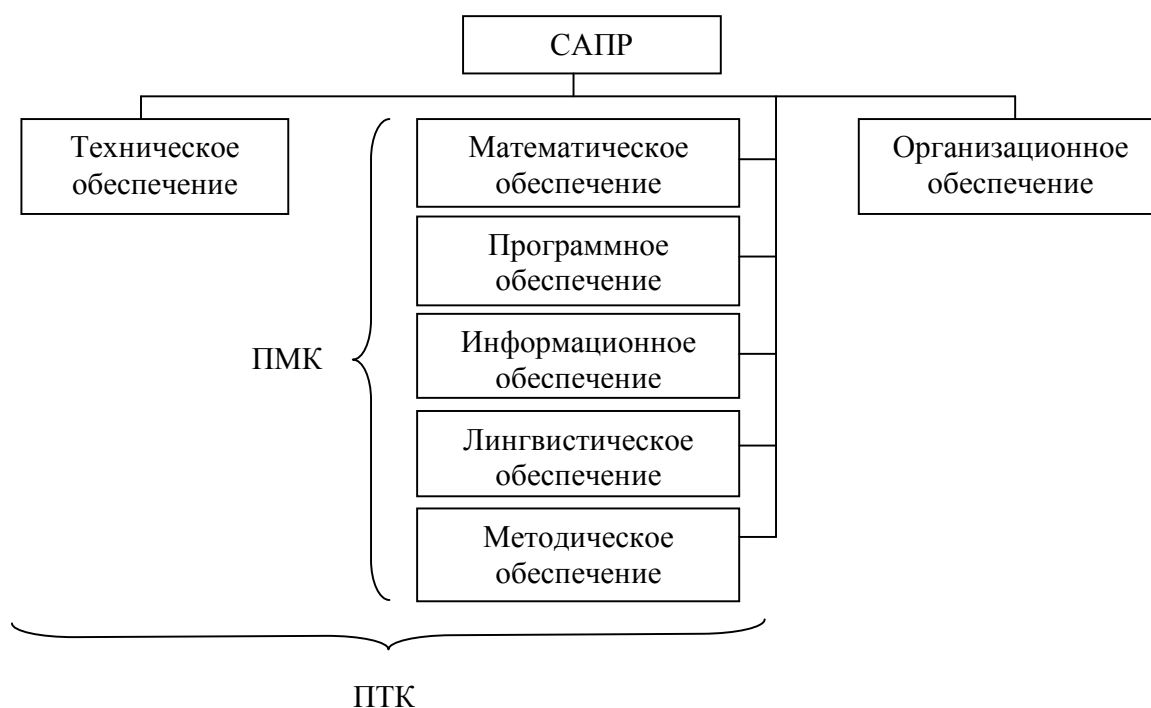 САПР
Техническое
обеспечение
Математическое
обеспечение
Организационное
обеспечение
Программное
обеспечение
ПМК
Информационное
обеспечение
Лингвистическое
обеспечение
Методическое
обеспечение
ПТК